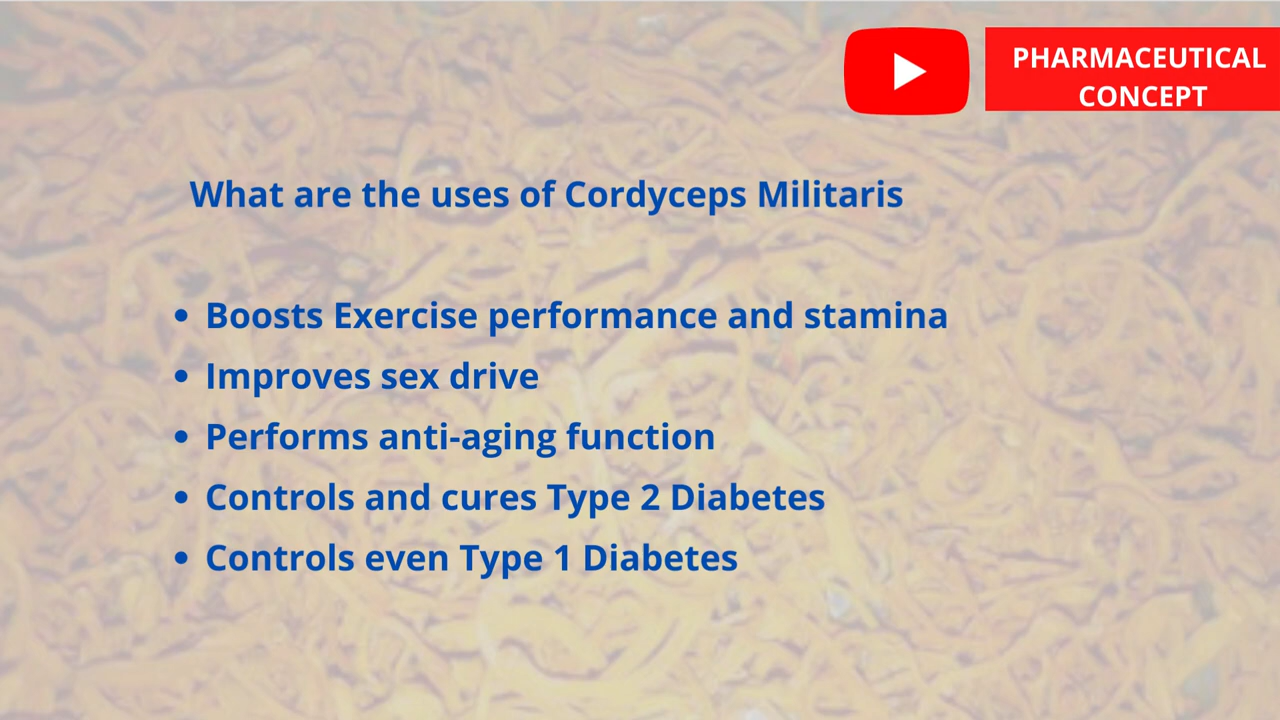 PHARMACEUTICAL
CONCEPT
What are the uses of Cordyceps Militaris
• Boosts Exercise performance and stamina
• Improves sex drive
• Performs anti-aging function
• Controls and cures Type 2 Diabetes
• Controls even Type 1 Diabetes